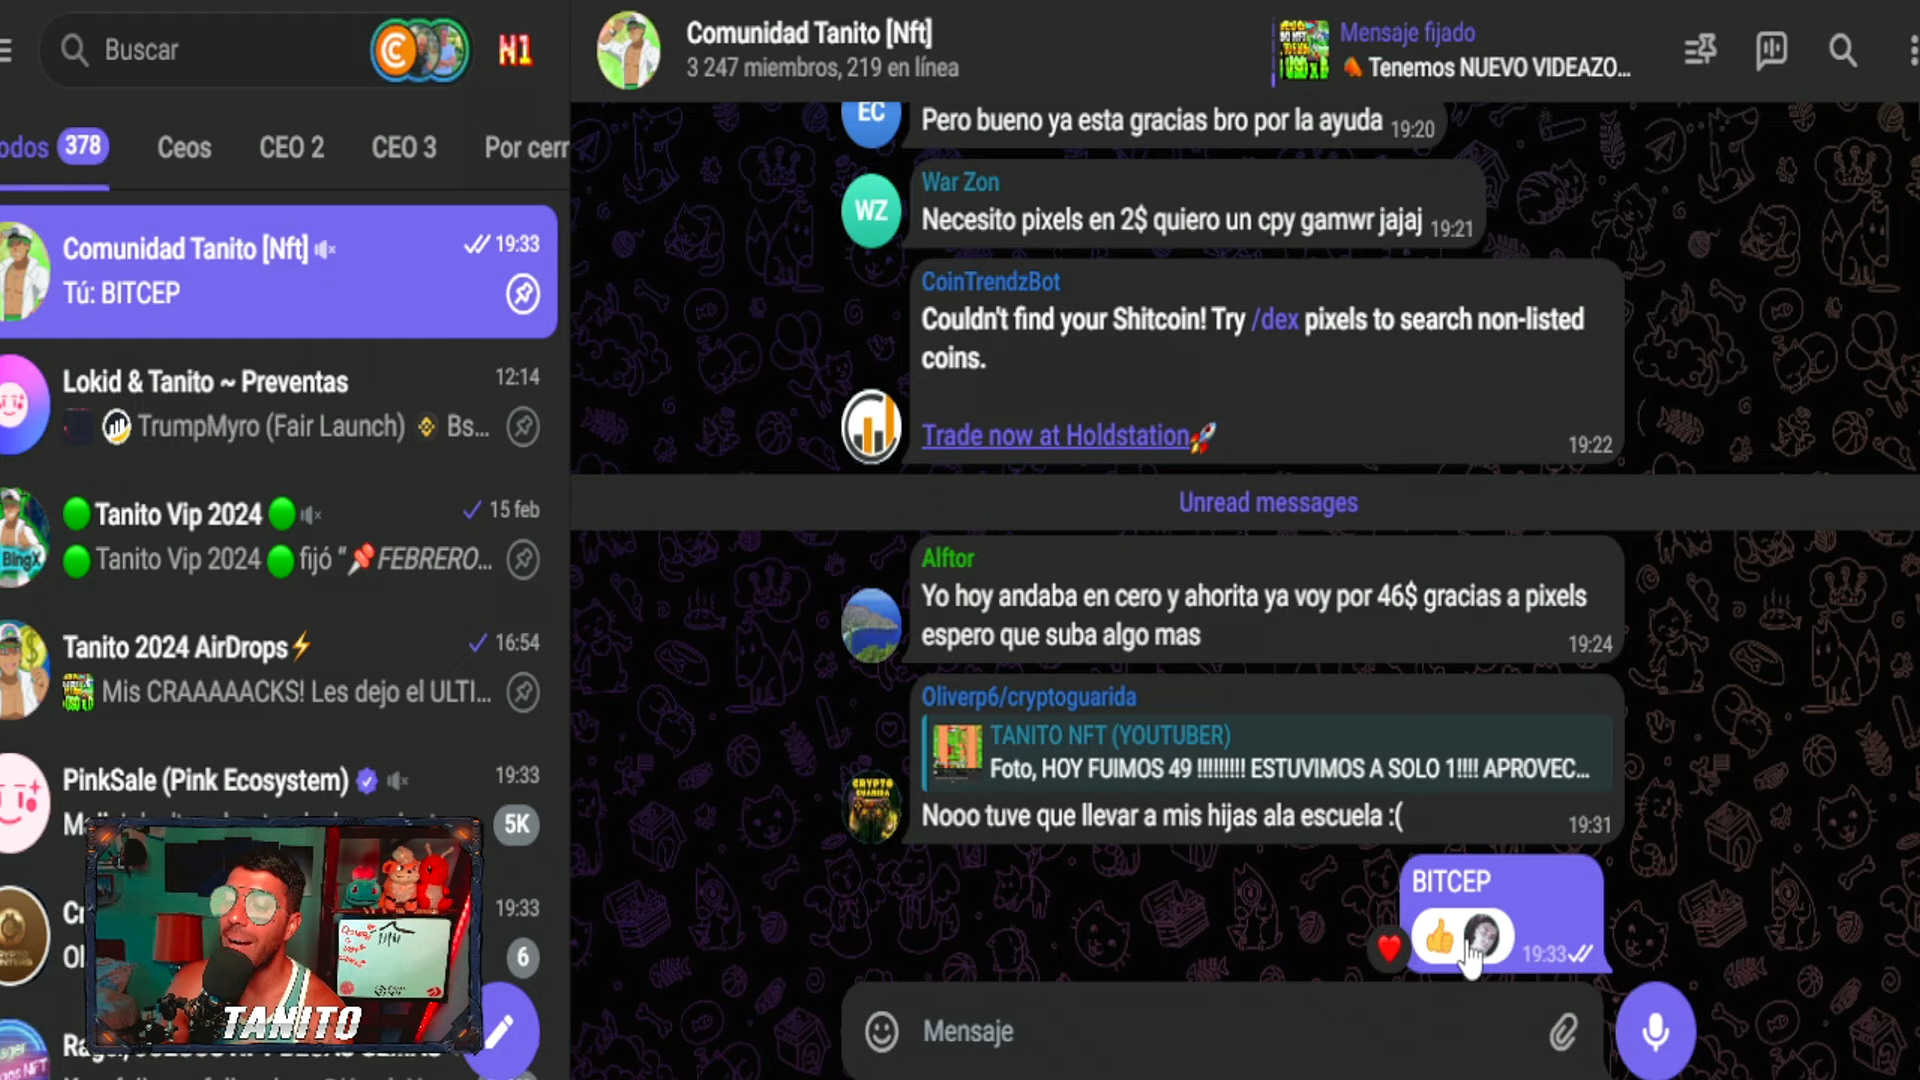 Buscar
N1
odos 378
Ceos
CEO 2
CEO 3
Por cerr
Comunidad Tanito [Nft]
19:33
Tú: BITCEP
Lokid & Tanito ~ Preventas
12:14
TrumpMyro (Fair Launch) Bs...
Tanito Vip 2024
15 feb
BingX
Tanito Vip 2024 fijó “📌FEBRERO...
Tanito 2024 AirDrops⚡
16:54
Mis CRAAAAACKS! Les dejo el ULTI...
PinkSale (Pink Ecosystem)
19:33
5K
19:33
6
TANITO
Comunidad Tanito [Nft]
3 247 miembros, 219 en línea
Mensaje fijado
Tenemos NUEVO VIDEAZO...
EC
Pero bueno ya esta gracias bro por la ayuda 19:20
War Zon
WZ
Necesito pixels en 2$ quiero un cpy gamwr jajaj 19:21
CoinTrendzBot
Couldn't find your Shitcoin! Try /dex pixels to search non-listed
coins.
Trade now at Holdstation🚀
19:22
Unread messages
Alftor
Yo hoy andaba en cero y ahorita ya voy por 46$ gracias a pixels
espero que suba algo mas
19:24
Oliverp6/cryptoguarida
TANITO NFT (YOUTUBER)
Foto, HOY FUIMOS 49 !!!!!!!!! ESTUVIMOS A SOLO 1!!!! APROVEC...
CRYPTO
GUARIDA
Nooo tuve que llevar a mis hijas ala escuela :(
19:31
BITCEP
19:33
Mensaje